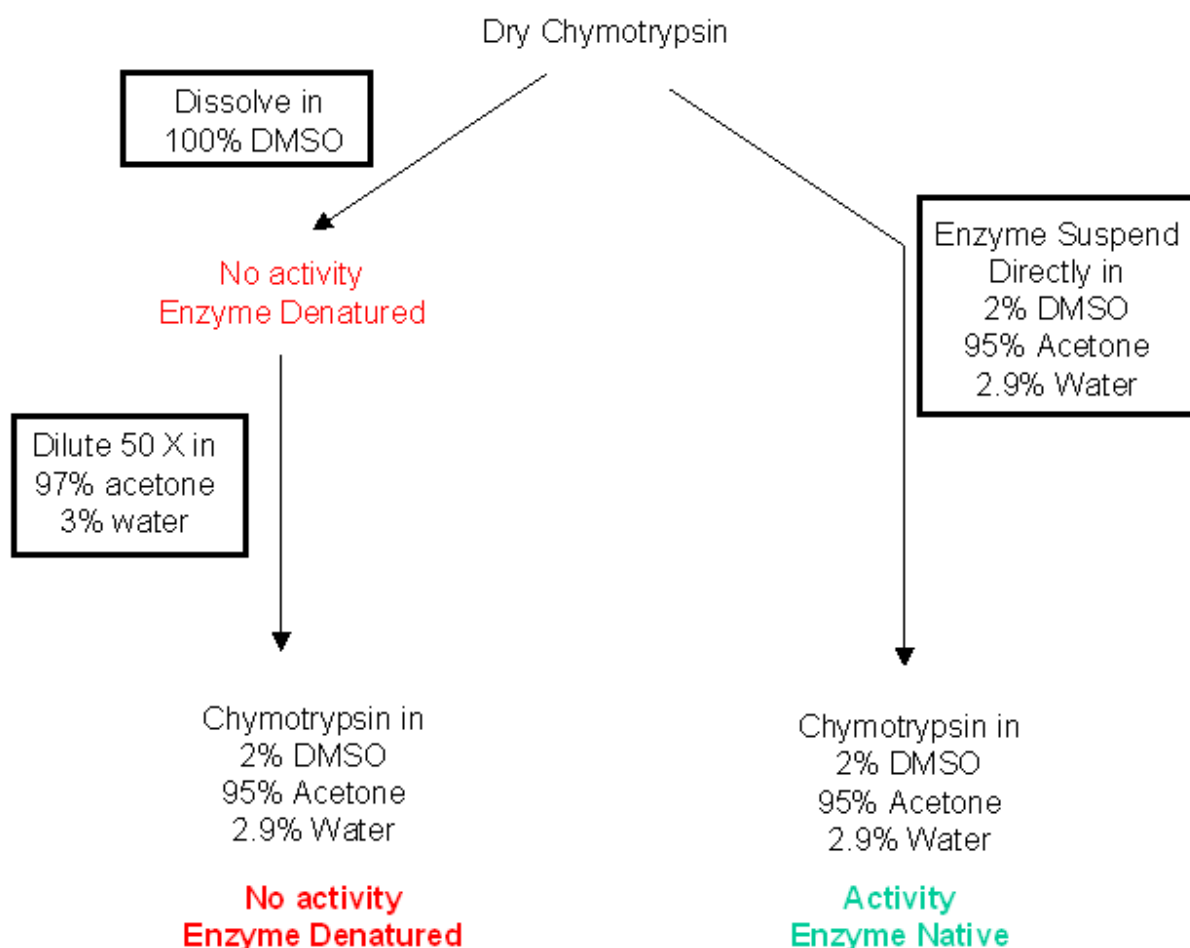 Dry Chymotrypsin
Dissolve in
100% DMSO
No activity
Enzyme Denatured
Enzyme Suspend
Directly in
2% DMSO
95% Acetone
2.9% Water
Dilute 50 X in
97% acetone
3% water
Chymotrypsin in
2% DMSO
95% Acetone
2.9% Water
No activity
Enzyme Denatured
Chymotrypsin in
2% DMSO
95% Acetone
2.9% Water
Activity
Enzyme Native